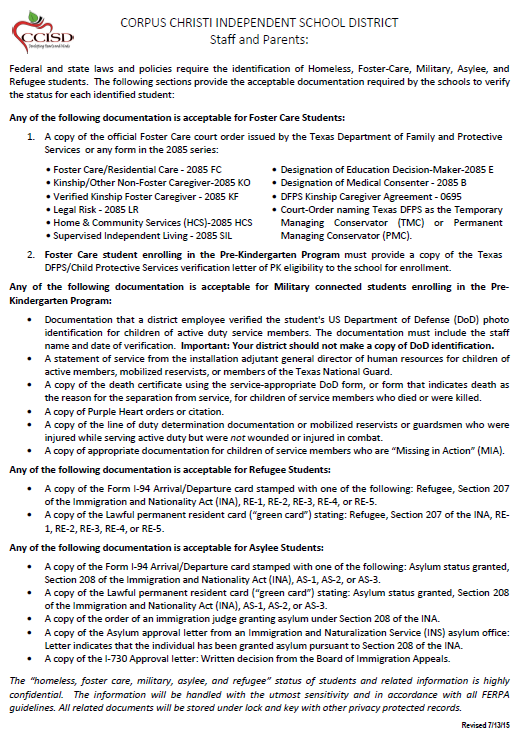 CCISD
Developing Hearts and Minds
CORPUS CHRISTI INDEPENDENT SCHOOL DISTRICT
Staff and Parents:
Federal and state laws and policies require the identification of Homeless, Foster-Care, Military, Asylee, and
Refugee students. The following sections provide the acceptable documentation required by the schools to verify
the status for each identified student:
Any of the following documentation is acceptable for Foster Care Students:
1. A copy of the official Foster Care court order issued by the Texas Department of Family and Protective
Services or any form in the 2085 series:
• Foster Care/Residential Care - 2085 FC
• Kinship/Other Non-Foster Caregiver-2085 KO
• Verified Kinship Foster Caregiver - 2085 KF
• Legal Risk - 2085 LR
• Home & Community Services (HCS)-2085 HCS
• Supervised Independent Living - 2085 SIL
• Designation of Education Decision-Maker-2085 E
• Designation of Medical Consenter - 2085 B
• DFPS Kinship Caregiver Agreement - 0695
• Court-Order naming Texas DFPS as the Temporary
Managing Conservator (TMC) or Permanent
Managing Conservator (PMC).
2. Foster Care student enrolling in the Pre-Kindergarten Program must provide a copy of the Texas
DFPS/Child Protective Services verification letter of PK eligibility to the school for enrollment.
Any of the following documentation is acceptable for Military connected students enrolling in the Pre-
Kindergarten Program:
• Documentation that a district employee verified the student's US Department of Defense (DoD) photo
identification for children of active duty service members. The documentation must include the staff
name and date of verification. Important: Your district should not make a copy of DoD identification.
• A statement of service from the installation adjutant general director of human resources for children of
active members, mobilized reservists, or members of the Texas National Guard.
• A copy of the death certificate using the service-appropriate DoD form, or form that indicates death as
the reason for the separation from service, for children of service members who died or were killed.
• A copy of Purple Heart orders or citation.
• A copy of the line of duty determination documentation or mobilized reservists or guardsmen who were
injured while serving active duty but were not wounded or injured in combat.
• A copy of appropriate documentation for children of service members who are "Missing in Action" (MIA).
Any of the following documentation is acceptable for Refugee Students:
• A copy of the Form I-94 Arrival/Departure card stamped with one of the following: Refugee, Section 207
of the Immigration and Nationality Act (INA), RE-1, RE-2, RE-3, RE-4, or RE-5.
• A copy of the Lawful permanent resident card ("green card") stating: Refugee, Section 207 of the INA, RE-
1, RE-2, RE-3, RE-4, or RE-5.
Any of the following documentation is acceptable for Asylee Students:
• A copy of the Form I-94 Arrival/Departure card stamped with one of the following: Asylum status granted,
Section 208 of the Immigration and Nationality Act (INA), AS-1, AS-2, or AS-3.
• A copy of the Lawful permanent resident card ("green card") stating: Asylum status granted, Section 208
of the Immigration and Nationality Act (INA), AS-1, AS-2, or AS-3.
• A copy of the order of an immigration judge granting asylum under Section 208 of the INA.
• A copy of the Asylum approval letter from an Immigration and Naturalization Service (INS) asylum office:
Letter indicates that the individual has been granted asylum pursuant to Section 208 of the INA.
• A copy of the I-730 Approval letter: Written decision from the Board of Immigration Appeals.
The "homeless, foster care, military, asylee, and refugee" status of students and related information is highly
confidential. The information will be handled with the utmost sensitivity and in accordance with all FERPA
guidelines. All related documents will be stored under lock and key with other privacy protected records.
Revised 7/13/15